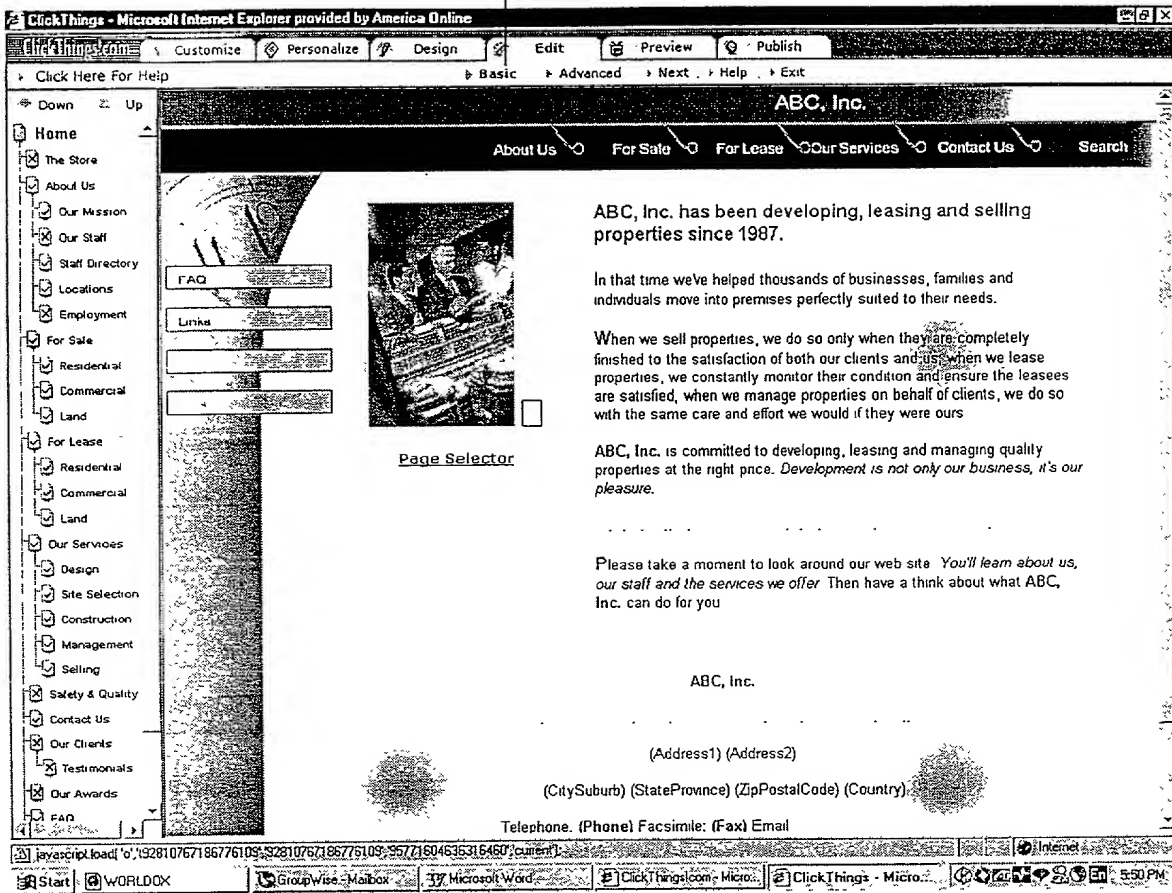 ClickThings - Microsoft Internet Explorer provided by America Online
ClickThings.com Customize Personalize Design Edit Preview Publish
Click Here For Help Basic Advanced Next Help Exit
Down Up
ABC, Inc.
About Us For Sale For Lease Our Services Contact Us Search
Home
The Store
About Us
Our Mission
Our Staff
Staff Directory
Locations
Employment
For Sale
Residential
Commercial
Land
For Lease
Residential
Commercial
Land
Our Services
Design
Site Selection
Construction
Management
Selling
Safety & Quality
Contact Us
Our Clients
Testimonials
Our Awards
FAQ
FAQ
Links
Page Selector
ABC, Inc. has been developing, leasing and selling
properties since 1987.
In that time we've helped thousands of businesses, families and
individuals move into premises perfectly suited to their needs.
When we sell properties, we do so only when they are completely
finished to the satisfaction of both our clients and us, when we lease
properties, we constantly monitor their condition and ensure the leasees
are satisfied, when we manage properties on behalf of clients, we do so
with the same care and effort we would if they were ours
ABC, Inc. is committed to developing, leasing and managing quality
properties at the right price. Development is not only our business, it's our
pleasure.
Please take a moment to look around our web site You'll learn about us,
our staff and the services we offer Then have a think about what ABC,
Inc. can do for you
ABC, Inc.
(Address1) (Address2)
(CitySuburb) (StateProvince) (ZipPostalCode) (Country)
Telephone. (Phone) Facsimile: (Fax) Email
Internet
Start WORLDOX GroupWise - Mailbox Microsoft Word ClickThings.com - Micro... ClickThings - Micro... 5:50 PM